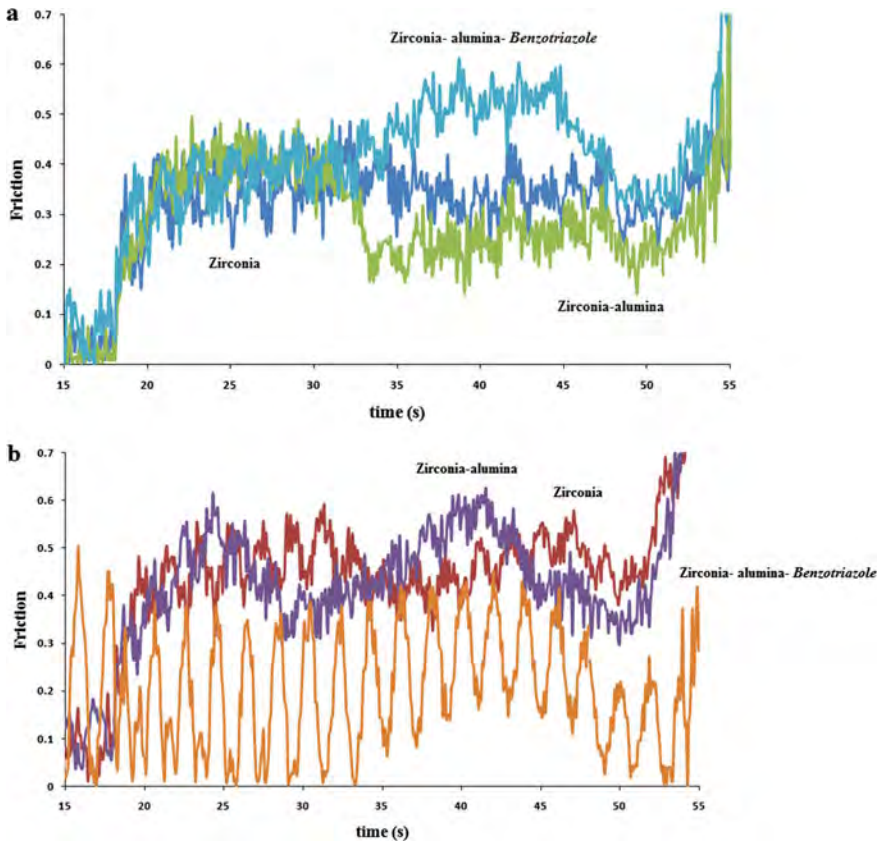 a
0.7
Zirconia- alumina- Benzotriazole
0.6
0.5
0.4
0.3
0.2
0.1
0
Friction
Zirconia
Zirconia-alumina
15 20 25 30 35 40 45 50 55
time (s)
b
0.7
Zirconia-alumina
Zirconia
0.6
0.5
Zirconia- alumina- Benzotriazole
0.4
0.3
0.2
0.1
0
Friction
15 20 25 30 35 40 45 50 55
time (s)